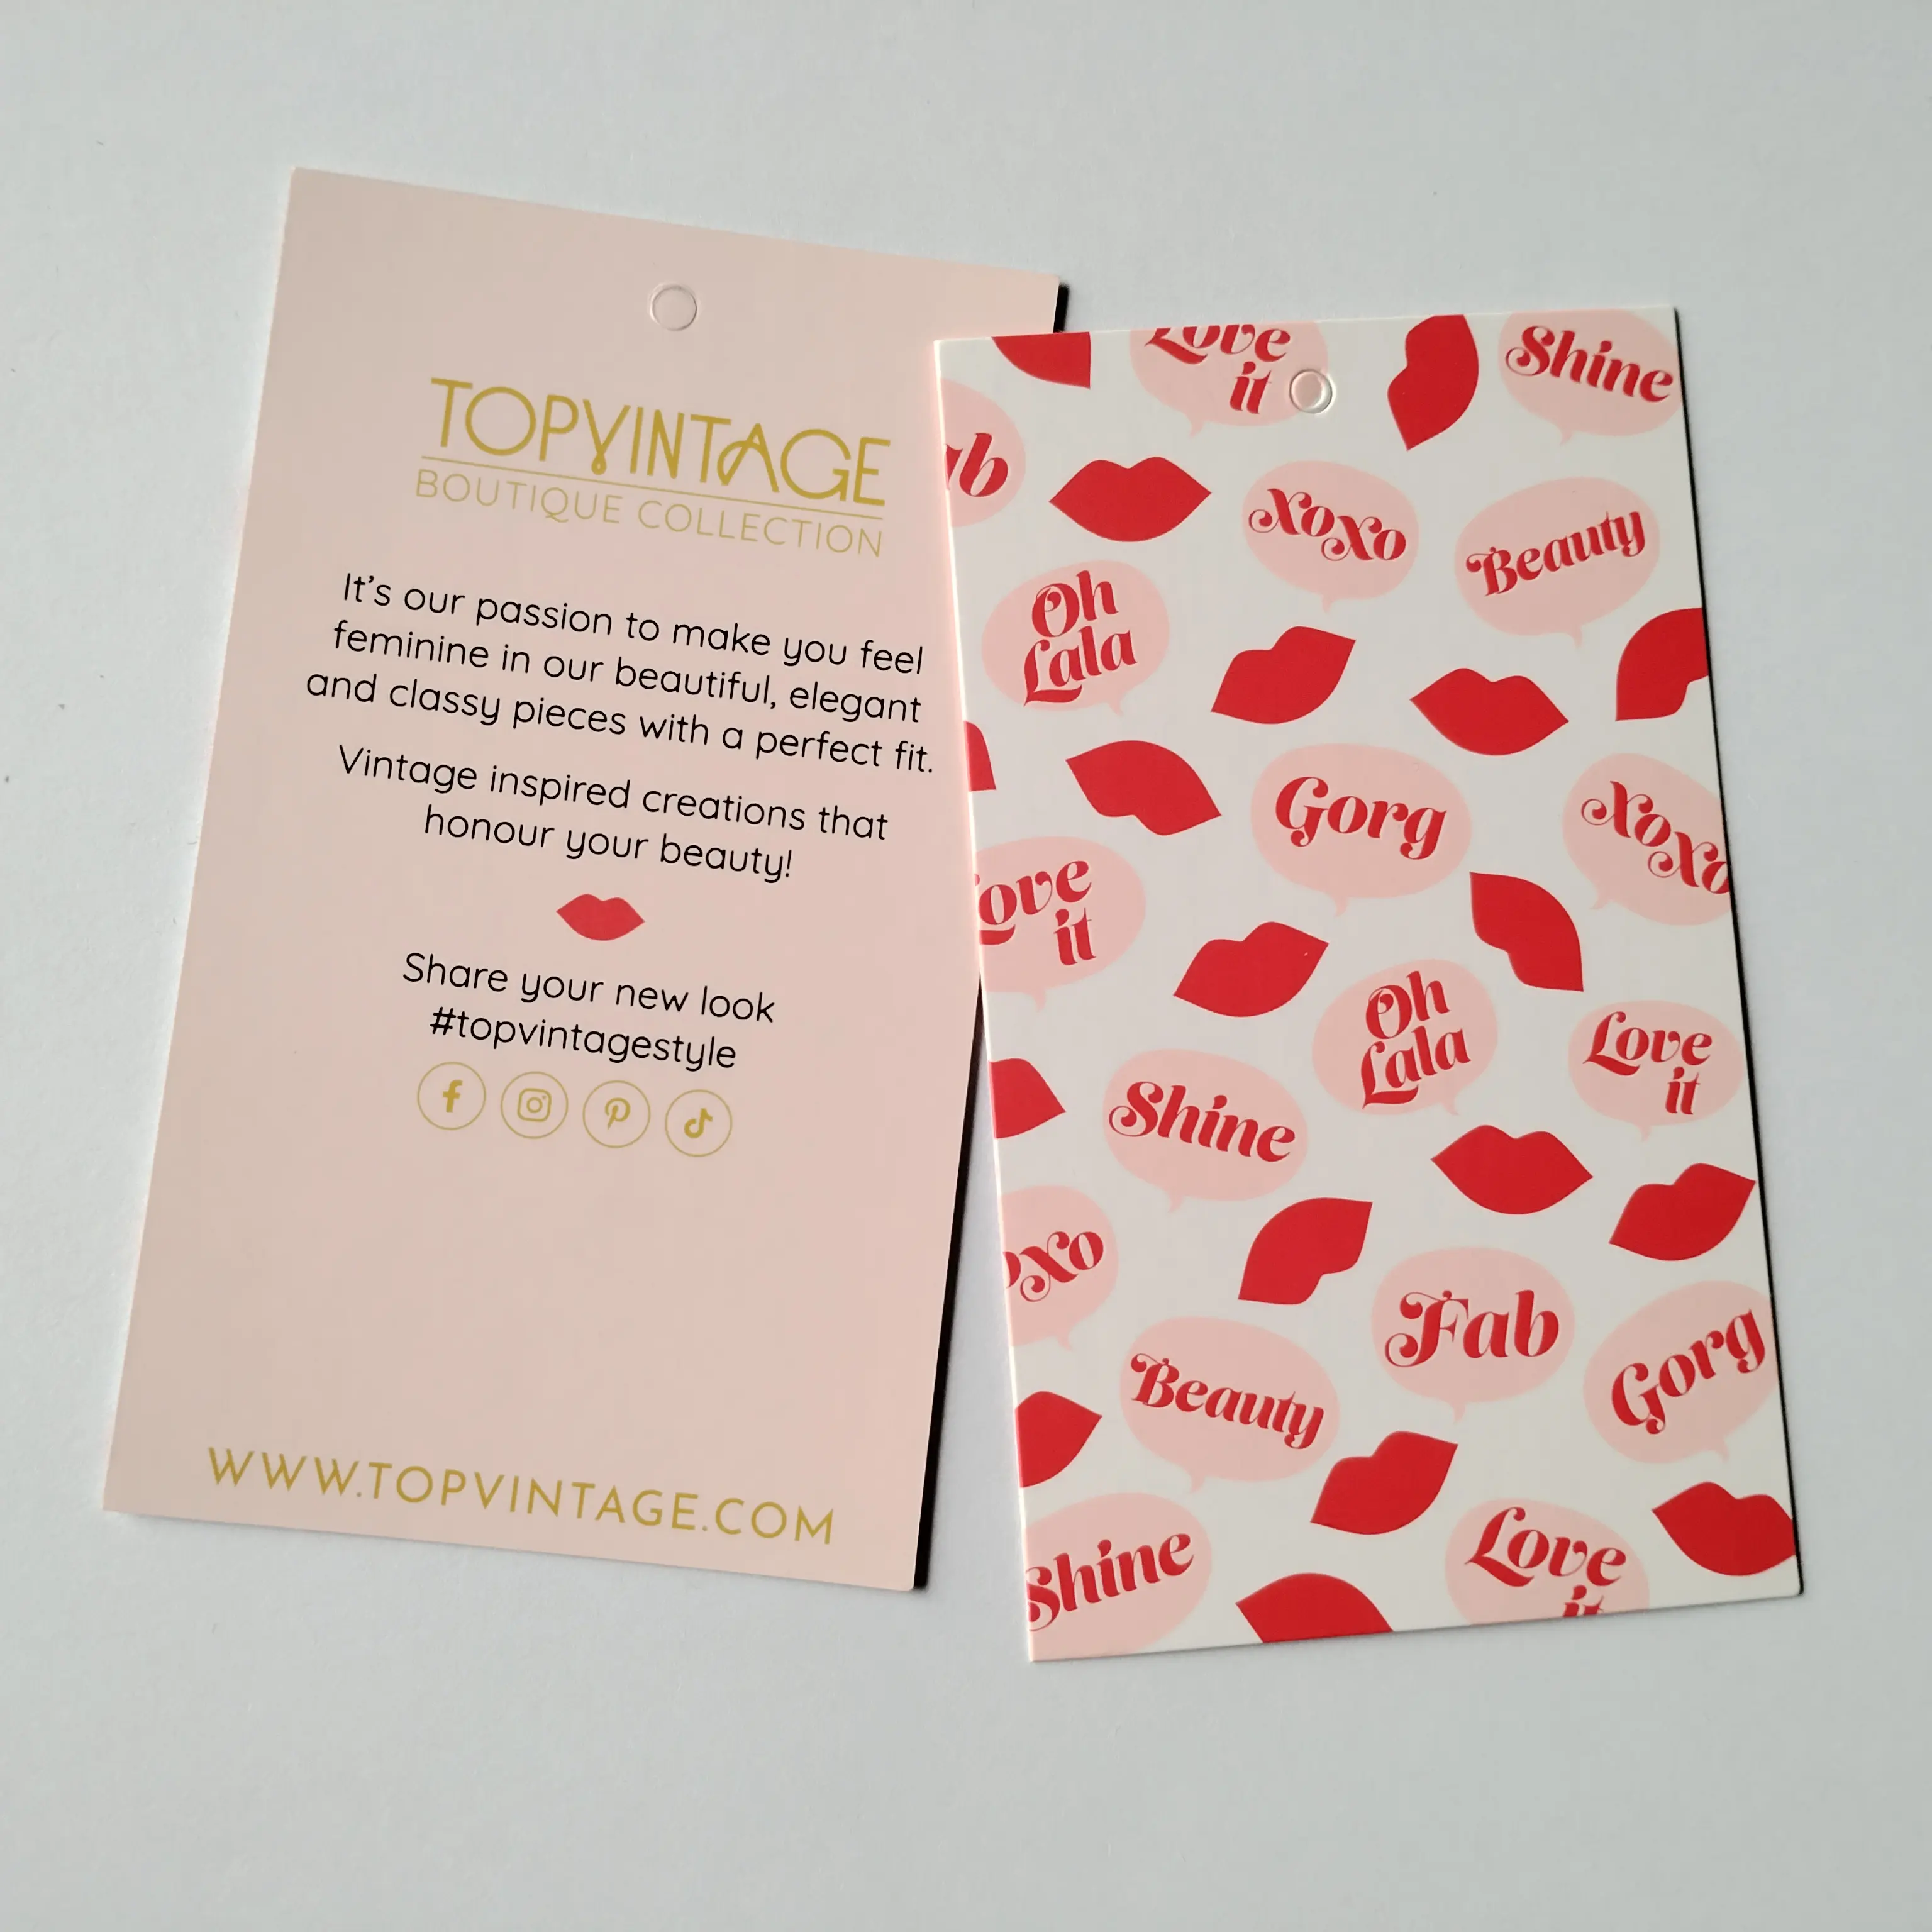 TOPVINTAGE
BOUTIQUE COLLECTION
It's our passion to make you feel
feminine in our beautiful, elegant
and classy pieces with a perfect fit.
Vintage inspired creations that
honour your beauty!
Share your new look
#topvintagestyle
WWW.TOPVINTAGE.COM
Love
it
Shine
ab
XoXo
Beauty
Oh
Lala
Gorg
XoXo
Love
it
Oh
Lala
Love
it
Shine
oXo
Fab
Gorg
Beauty
Shine
Love
it